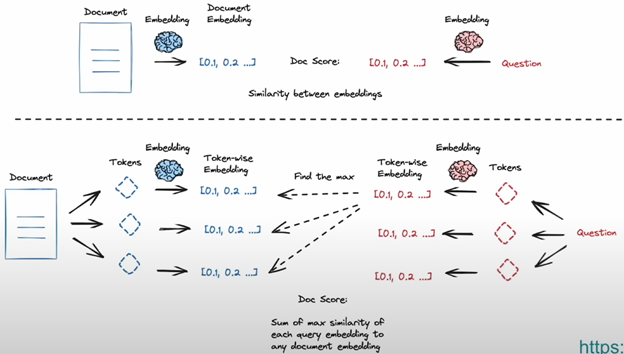 Document
Embedding
Document
Embedding
Embedding
[0.1, 0.2 ...]
Doc Score:
[0.1, 0.2 ...]
Question
Similarity between embeddings
Document
Tokens
Embedding
Token-wise
Embedding
Find the max
Token-wise
Embedding
Embedding
Tokens
[0.1, 0.2 ...]
[0.1, 0.2 ...]
[0.1, 0.2 ...]
[0.1, 0.2 ...]
Question
[0.1, 0.2 ...]
[0.1, 0.2 ...]
Doc Score:
Sum of max similarity of
each query embedding to
any document embedding
https: